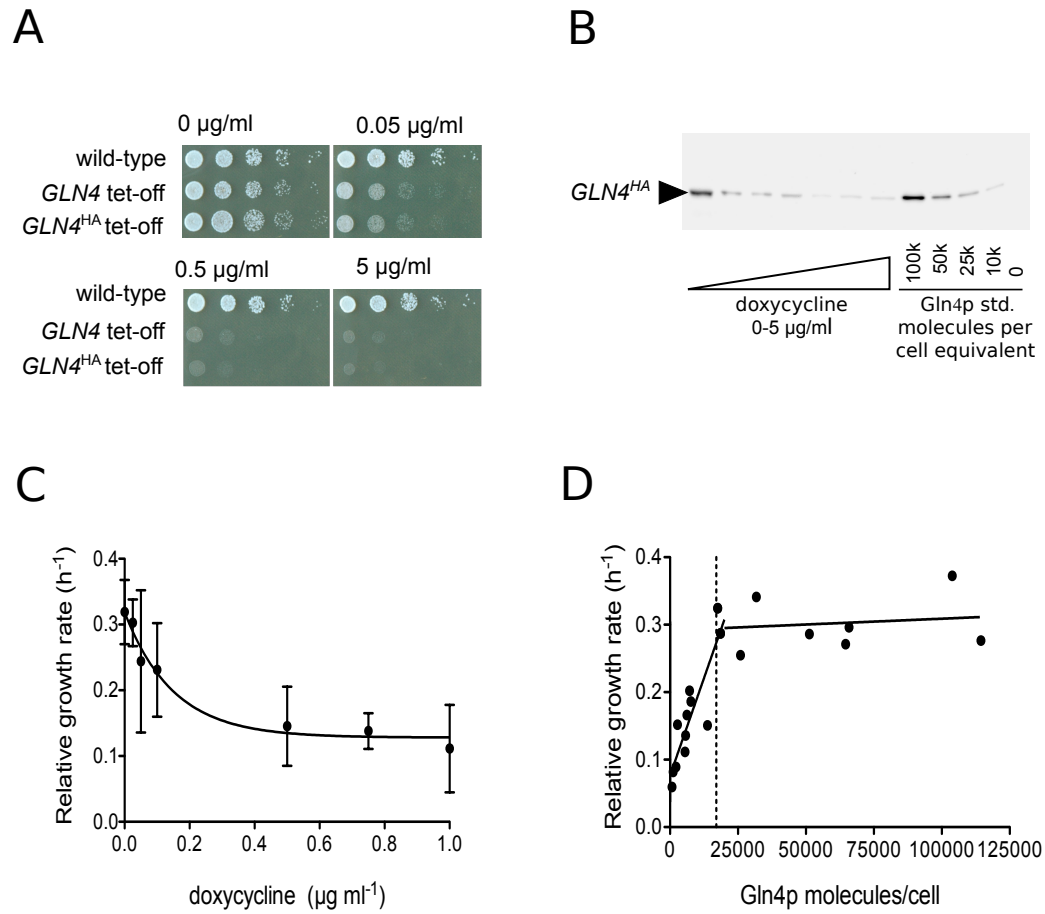 A
0 µg/ml
0.05 µg/ml
wild-type
GLN4 tet-off
GLN4HA tet-off
0.5 µg/ml
5 µg/ml
wild-type
GLN4 tet-off
GLN4HA tet-off
B
GLN4HA
100k
50k
25k
10k
0
doxycycline
0-5 µg/ml
Gln4p std.
molecules per
cell equivalent
C
Relative growth rate (h-1)
0.4
0.3
0.2
0.1
0.0
0.0 0.2 0.4 0.6 0.8 1.0
doxycycline (µg ml-1)
D
Relative growth rate (h-1)
0.4
0.3
0.2
0.1
0.0
0 25000 50000 75000 100000 125000
Gln4p molecules/cell